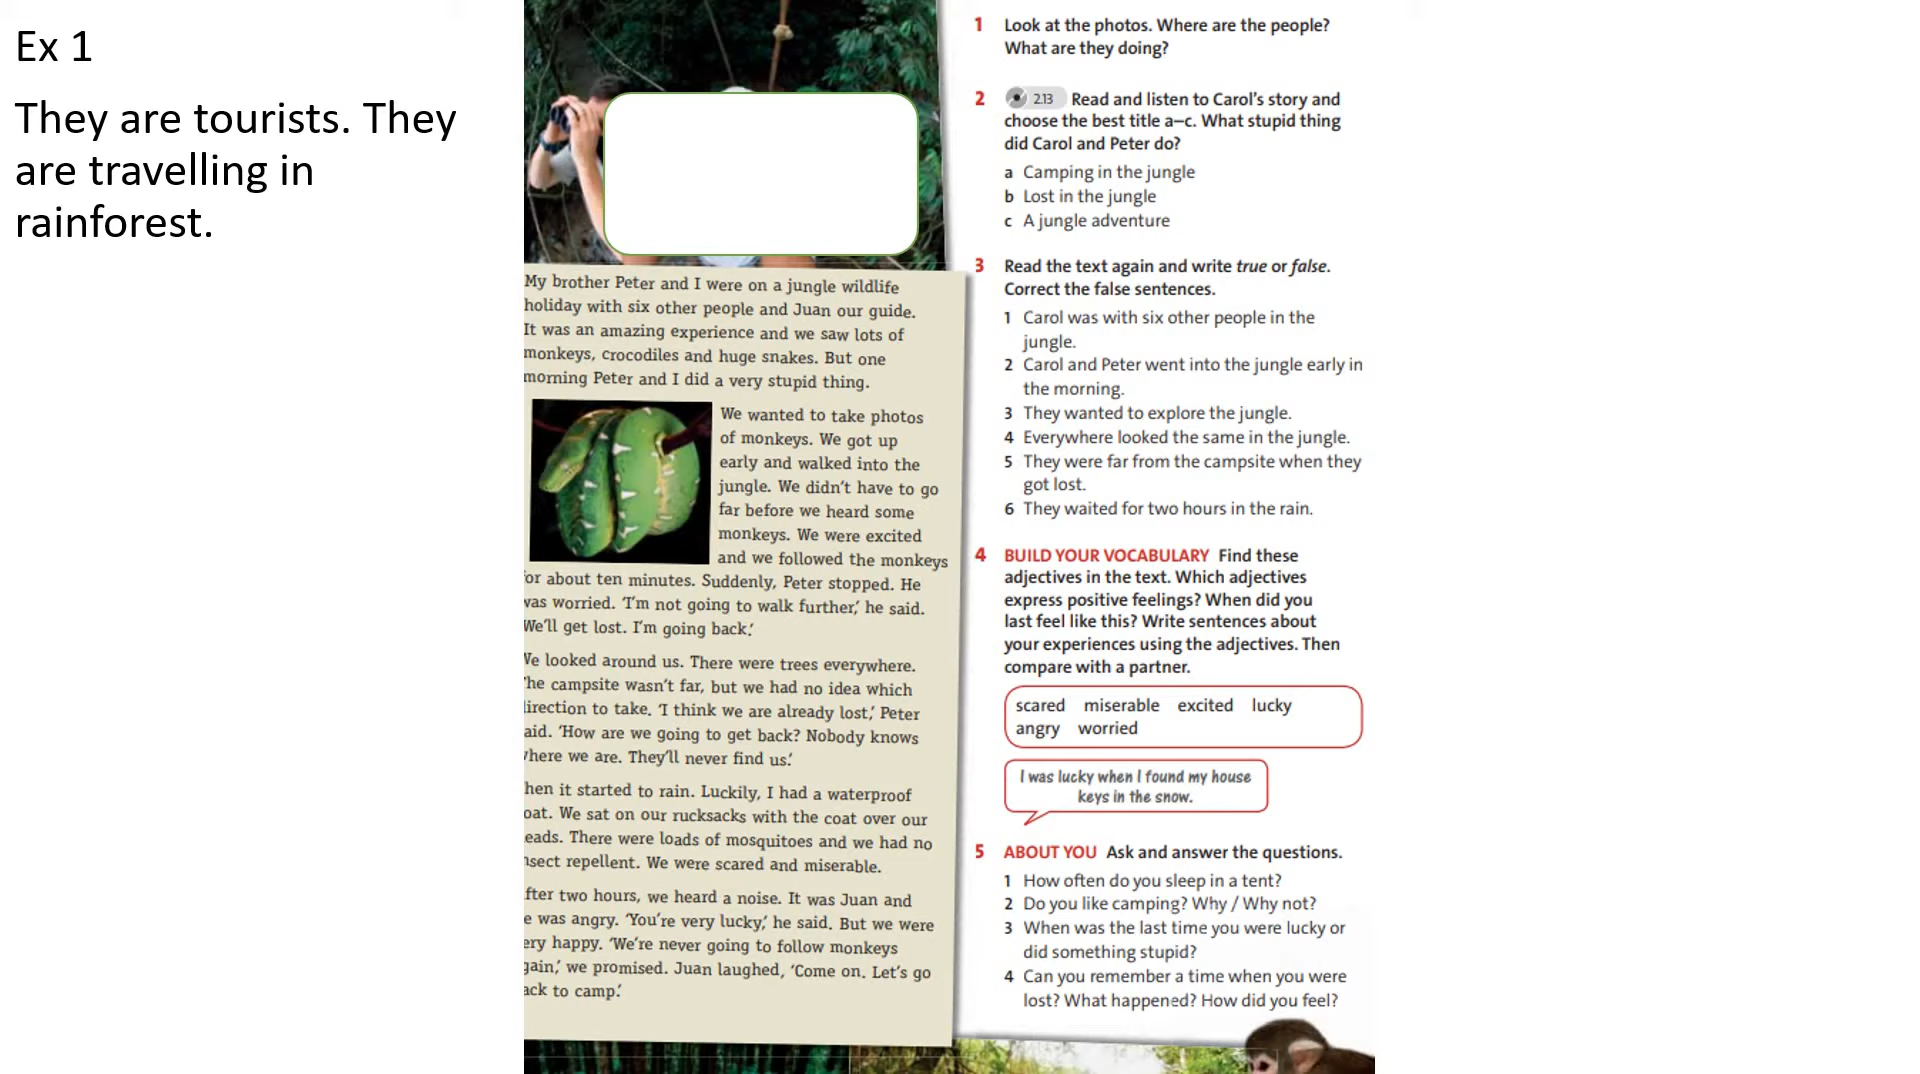 Ex 1
They are tourists. They
are travelling in
rainforest.
My brother Peter and I were on a jungle wildlife
holiday with six other people and Juan our guide.
It was an amazing experience and we saw lots of
monkeys, crocodiles and huge snakes. But one
morning Peter and I did a very stupid thing.
We wanted to take photos
of monkeys. We got up
early and walked into the
jungle. We didn't have to go
far before we heard some
monkeys. We were excited
and we followed the monkeys
or about ten minutes. Suddenly, Peter stopped. He
was worried. 'I'm not going to walk further,' he said.
We'll get lost. I'm going back.'
We looked around us. There were trees everywhere.
he campsite wasn't far, but we had no idea which
irection to take. 'I think we are already lost,' Peter
aid. 'How are we going to get back? Nobody knows
where we are. They'll never find us.'
hen it started to rain. Luckily, I had a waterproof
oat. We sat on our rucksacks with the coat over our
eads. There were loads of mosquitoes and we had no
nsect repellent. We were scared and miserable.
fter two hours, we heard a noise. It was Juan and
e was angry. 'You're very lucky,' he said. But we were
ery happy. 'We're never going to follow monkeys
gain,' we promised. Juan laughed, 'Come on. Let's go
ack to camp.'
1 Look at the photos. Where are the people?
What are they doing?
2 2.13 Read and listen to Carol's story and
choose the best title a–c. What stupid thing
did Carol and Peter do?
a Camping in the jungle
b Lost in the jungle
c A jungle adventure
3 Read the text again and write true or false.
Correct the false sentences.
1 Carol was with six other people in the
jungle.
2 Carol and Peter went into the jungle early in
the morning.
3 They wanted to explore the jungle.
4 Everywhere looked the same in the jungle.
5 They were far from the campsite when they
got lost.
6 They waited for two hours in the rain.
4 BUILD YOUR VOCABULARY Find these
adjectives in the text. Which adjectives
express positive feelings? When did you
last feel like this? Write sentences about
your experiences using the adjectives. Then
compare with a partner.
scared miserable excited lucky
angry worried
I was lucky when I found my house
keys in the snow.
5 ABOUT YOU Ask and answer the questions.
1 How often do you sleep in a tent?
2 Do you like camping? Why / Why not?
3 When was the last time you were lucky or
did something stupid?
4 Can you remember a time when you were
lost? What happened? How did you feel?